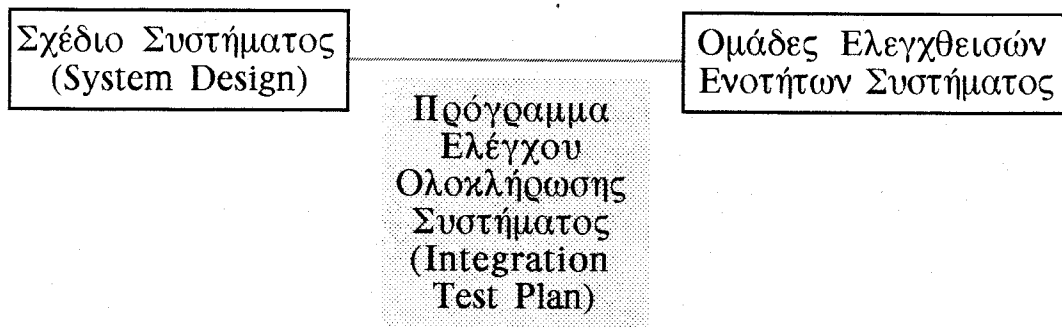 Σχέδιο Συστήματος
(System Design)
Ομάδες Ελεγχθεισών
Ενοτήτων Συστήματος
Πρόγραμμα
Ελέγχου
Ολοκλήρωσης
Συστήματος
(Integration
Test Plan)